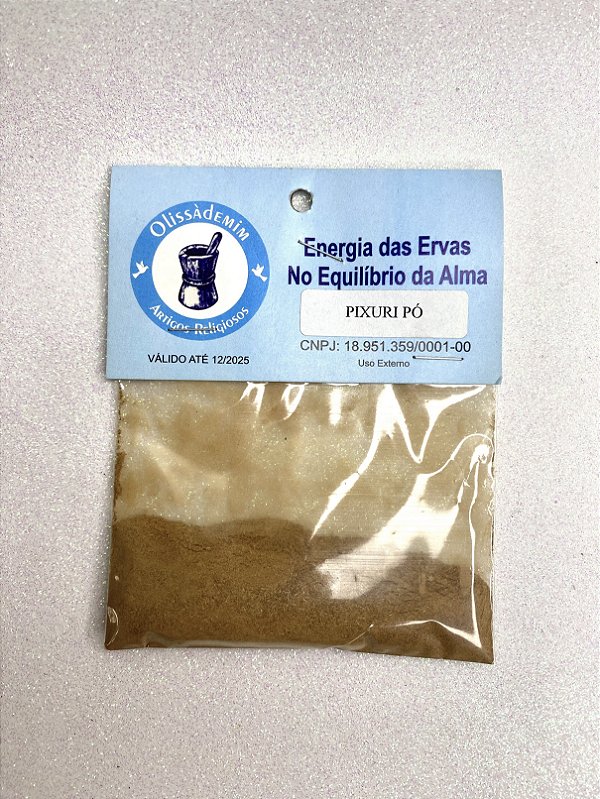 Olissàdemim
Artigos Religiosos
VÁLIDO ATÉ 12/2025
Energia das Ervas
No Equilíbrio da Alma
PIXURI PÓ
CNPJ: 18.951.359/0001-00
Uso Externo